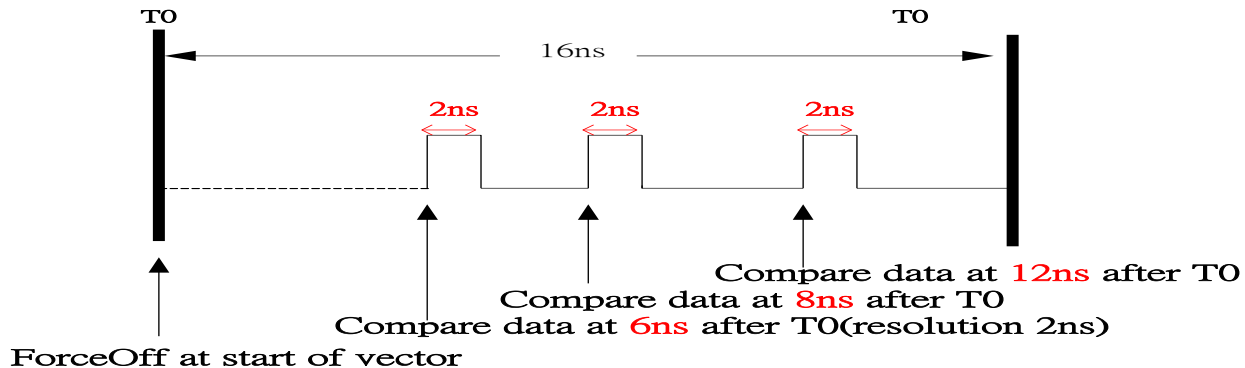 T0 T0
16ns
2ns 2ns 2ns
Compare data at 12ns after T0
Compare data at 8ns after T0
Compare data at 6ns after T0(resolution 2ns)
ForceOff at start of vector